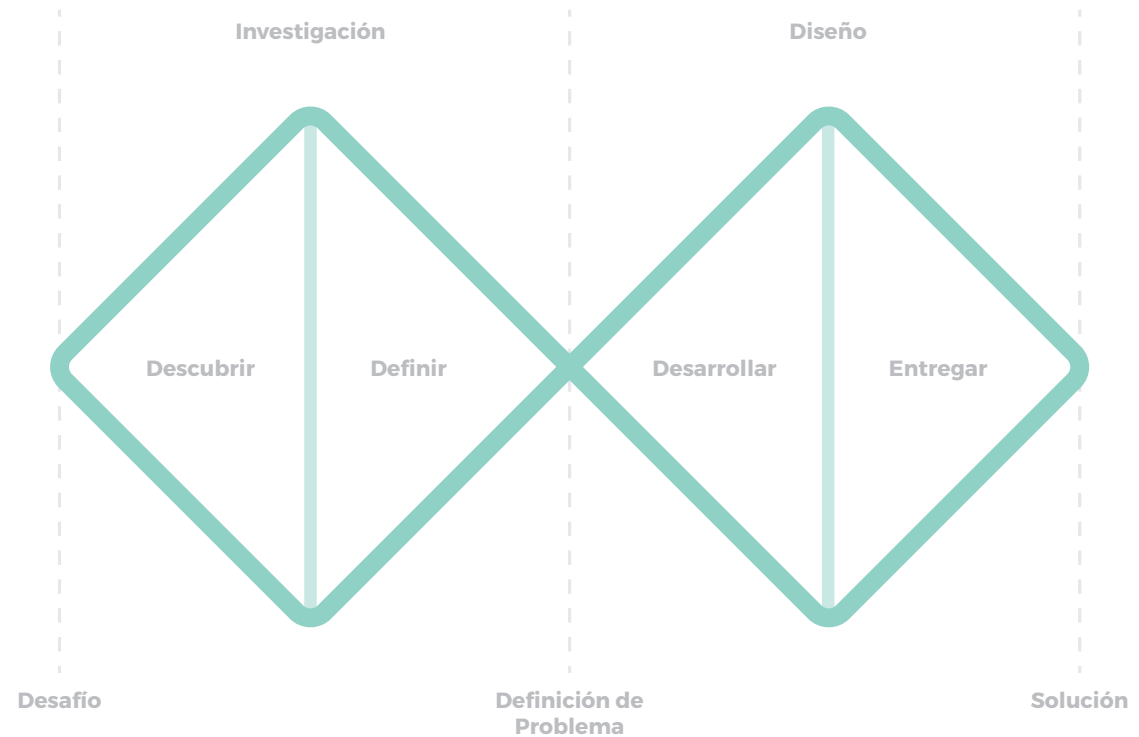 Investigación
Diseño
Descubrir
Definir
Desarrollar
Entregar
Desafío
Definición de
Problema
Solución